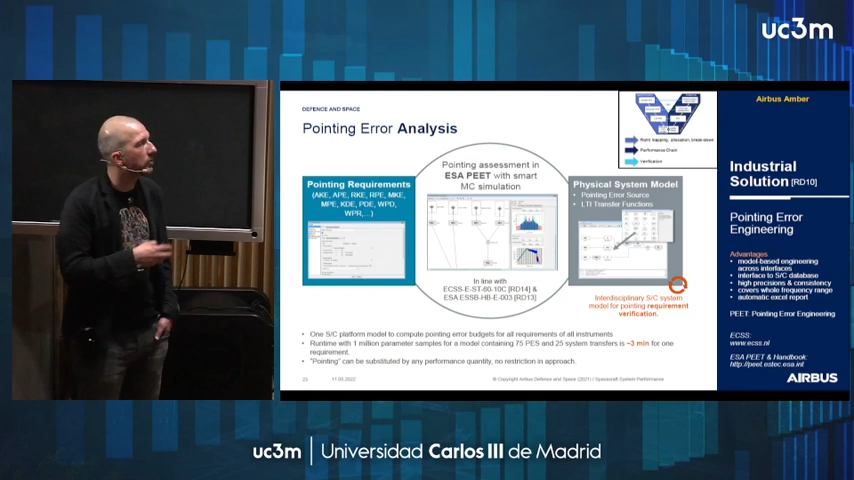 uc3m
DEFENCE AND SPACE
Pointing Error Analysis
Pointing Requirements
(AKE, APE, RKE, RPE, MKE,
MPE, KDE, PDE, WPD,
WPR,...)
Pointing assessment in
ESA PEET with smart
MC simulation
In line with
ECSS-E-ST-60-10C [RD14] &
ESA ESSB-HB-E-003 [RD13]
Physical System Model
• Pointing Error Source
• LTI Transfer Functions
Performance Chain
Verification
Interdisciplinary S/C system
model for pointing requirement
verification.
• One S/C platform model to compute pointing error budgets for all requirements of all instruments
• Runtime with 1 million parameter samples for a model containing 75 PES and 25 system transfers is ~3 min for one
requirement.
• "Pointing" can be substituted by any performance quantity, no restriction in approach.
© Copyright Airbus Defence and Space (2021) / Spacecraft System Performance
Airbus Amber
Industrial
Solution [RD10]
Pointing Error
Engineering
Advantages
• model-based engineering
across interfaces
• interface to S/C database
• high precisions & consistency
• covers whole frequency range
• automatic excel report
PEET: Pointing Error Engineering
ECSS:
www.ecss.nl
ESA PEET & Handbook:
http://peet.estec.esa.int
AIRBUS
uc3m | Universidad Carlos III de Madrid